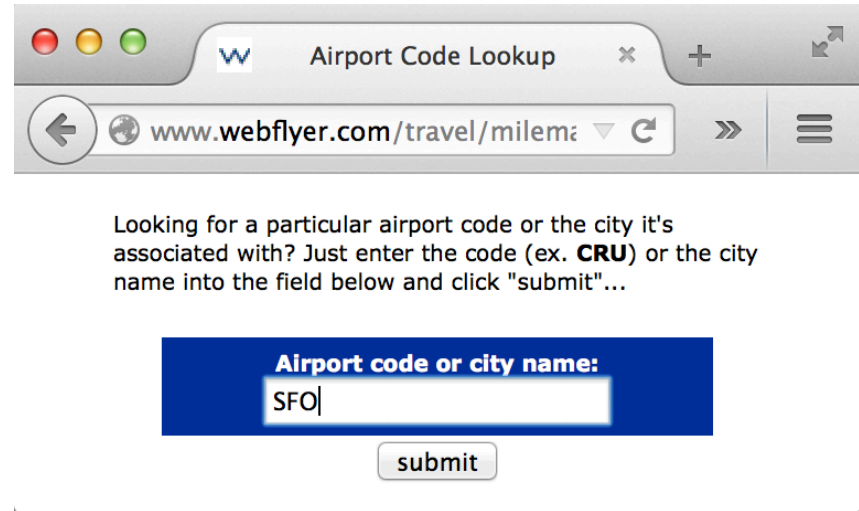 Airport Code Lookup
www.webflyer.com/travel/milema
Looking for a particular airport code or the city it's
associated with? Just enter the code (ex. CRU) or the city
name into the field below and click "submit"...
Airport code or city name:
SFO
submit